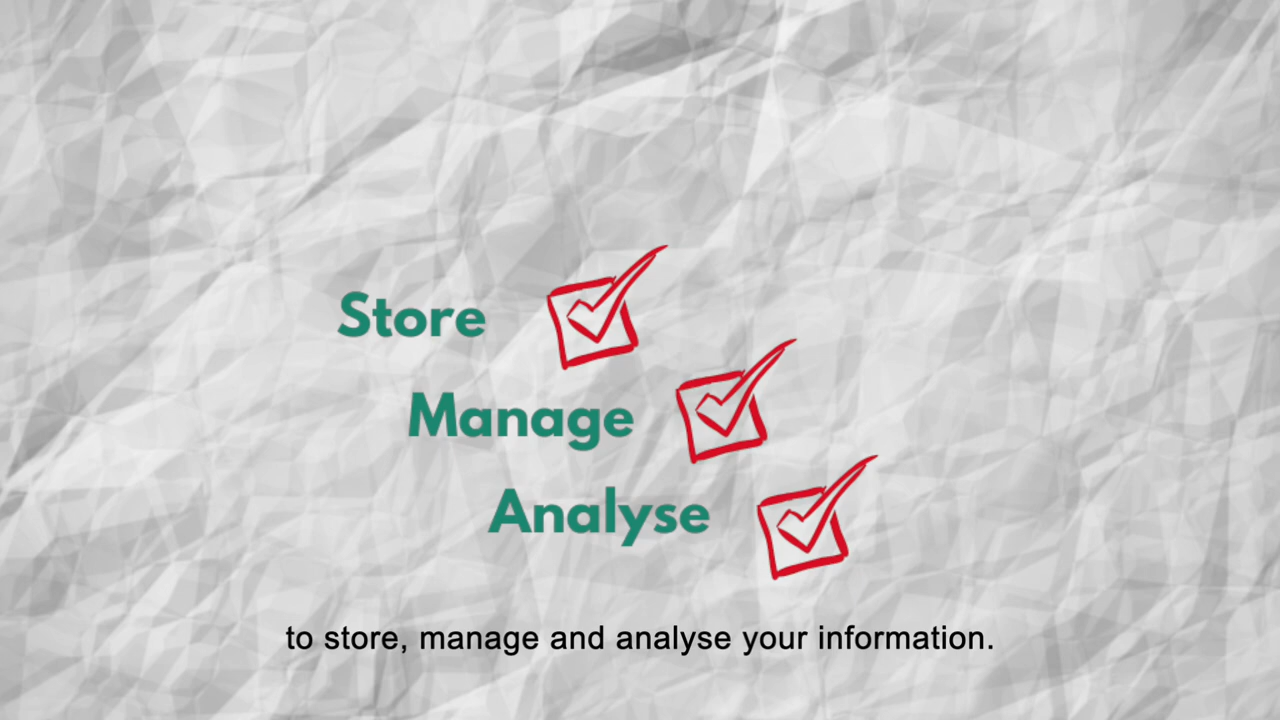 Store
Manage
Analyse
to store, manage and analyse your information.